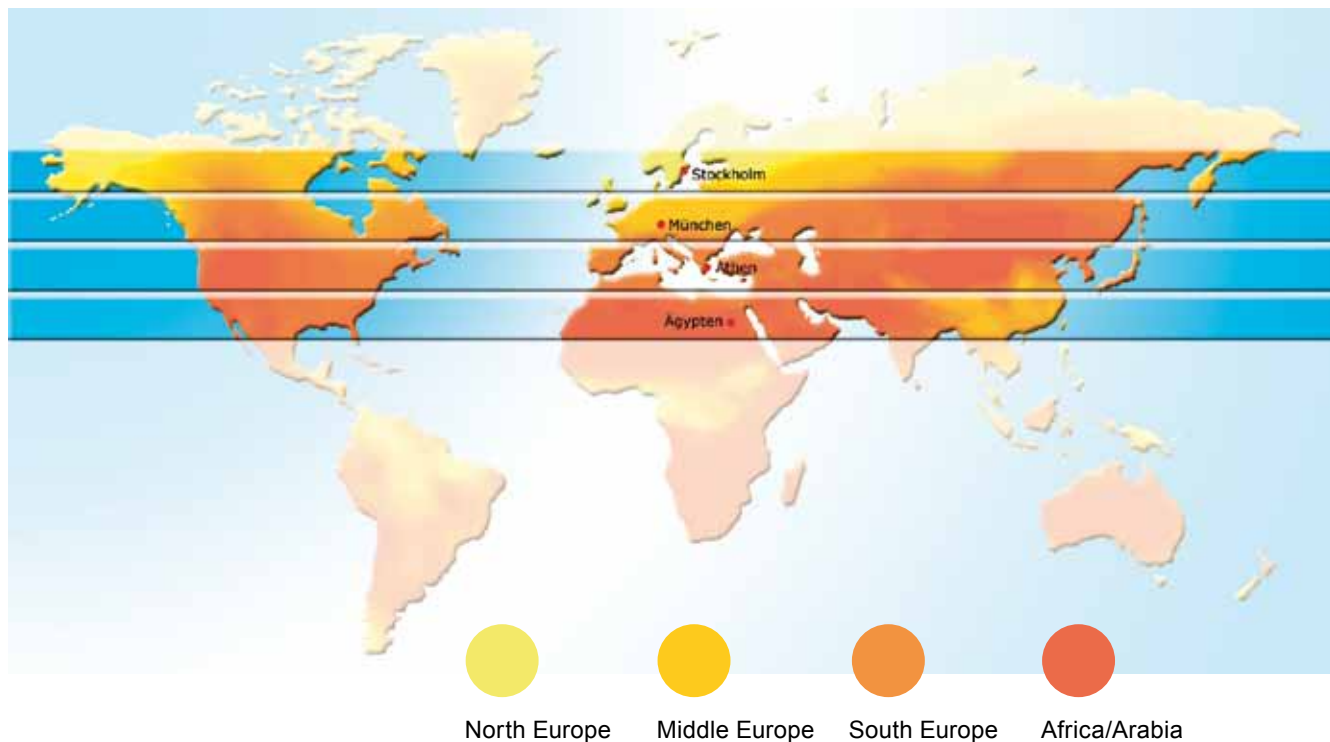 Stockholm
München
Athen
Ägypten
North Europe
Middle Europe
South Europe
Africa/Arabia